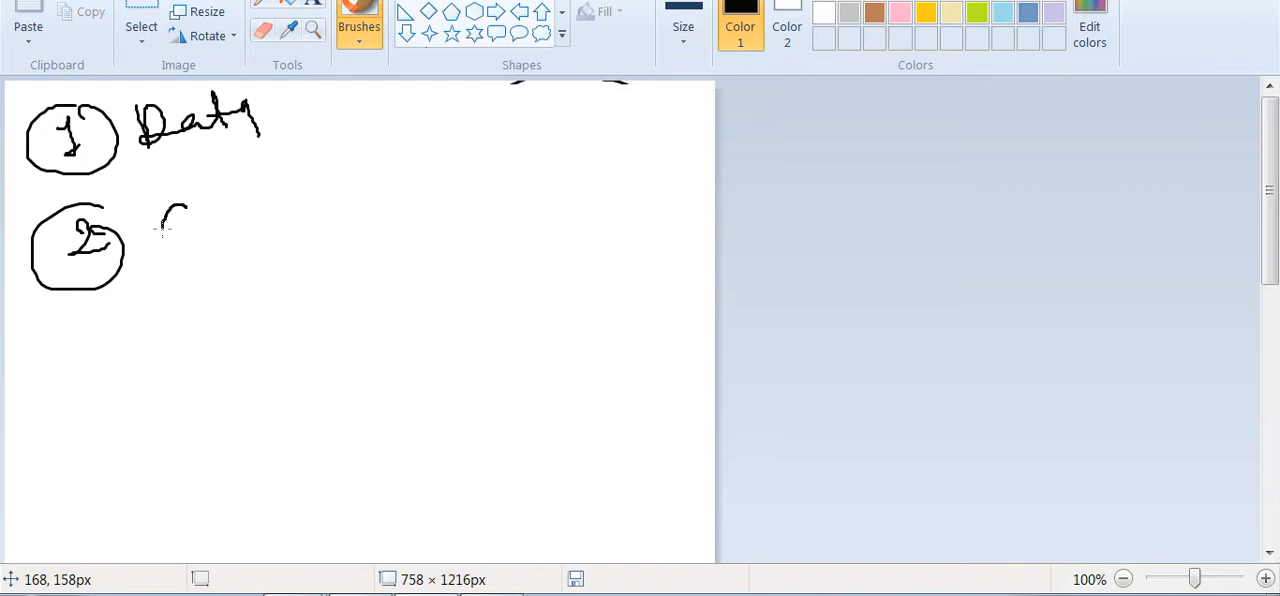 Resize
Paste
Copy
Select
Rotate
Brushes
Fill
Size
Color 1
Color 2
Edit colors
Clipboard
Image
Tools
Shapes
Colors
1 Data
2
168, 158px
758 × 1216px
100%